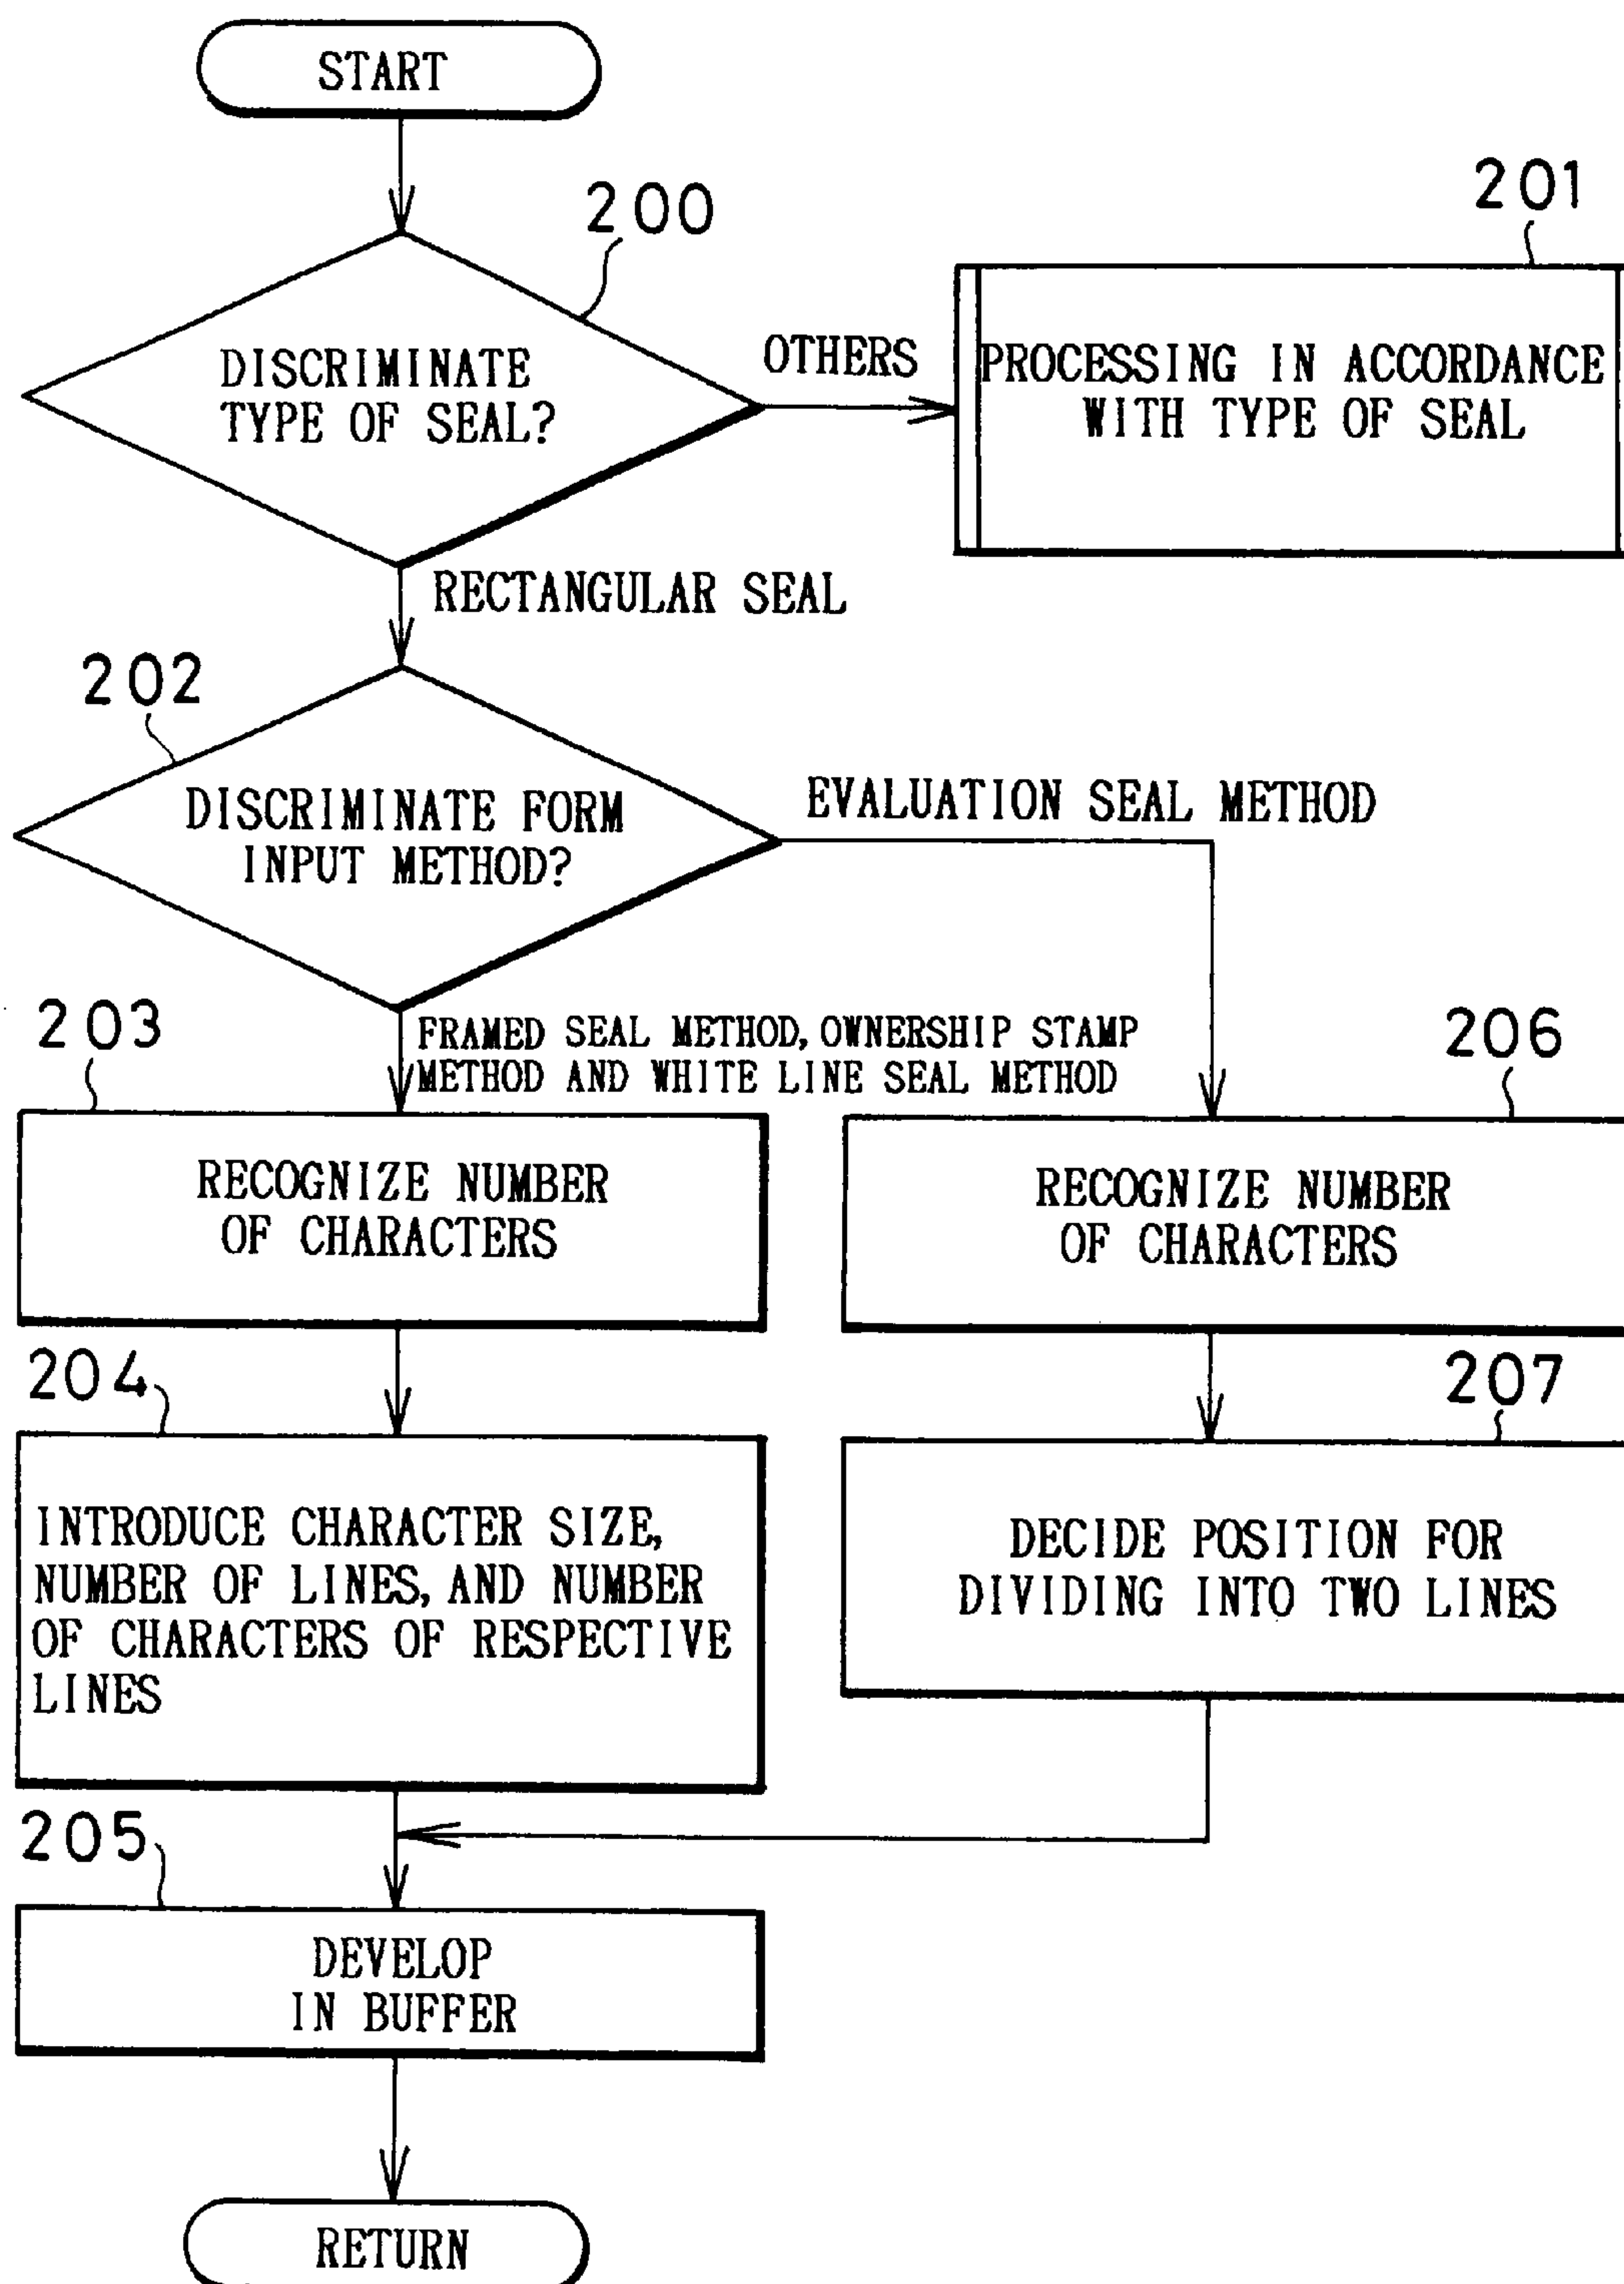 START
200
DISCRIMINATE
TYPE OF SEAL?
OTHERS
201
PROCESSING IN ACCORDANCE
WITH TYPE OF SEAL
RECTANGULAR SEAL
202
DISCRIMINATE FORM
INPUT METHOD?
EVALUATION SEAL METHOD
FRAMED SEAL METHOD, OWNERSHIP STAMP
METHOD AND WHITE LINE SEAL METHOD
203
RECOGNIZE NUMBER
OF CHARACTERS
206
RECOGNIZE NUMBER
OF CHARACTERS
204
INTRODUCE CHARACTER SIZE,
NUMBER OF LINES, AND NUMBER
OF CHARACTERS OF RESPECTIVE
LINES
207
DECIDE POSITION FOR
DIVIDING INTO TWO LINES
205
DEVELOP
IN BUFFER
RETURN